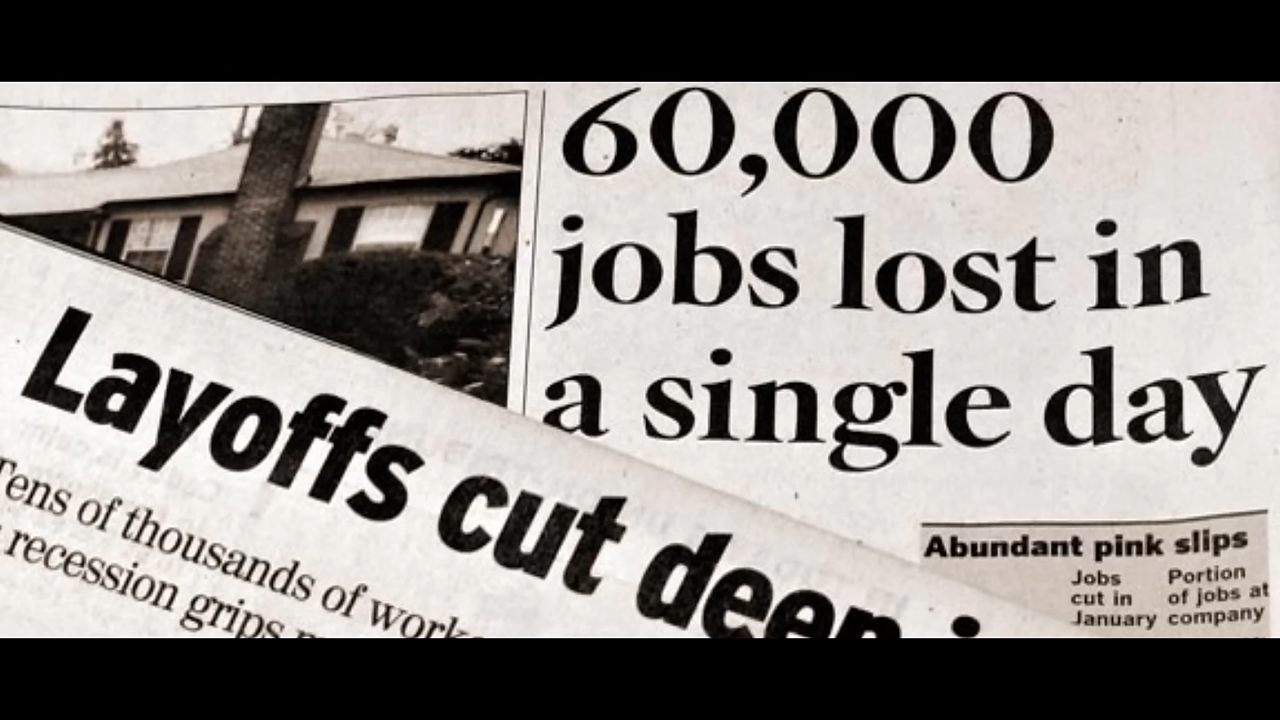 60,000
jobs lost in
a single day
Layoffs cut deep
Tens of thousands of
recession grips
Abundant pink slips
Jobs cut in January
Portion of jobs at company